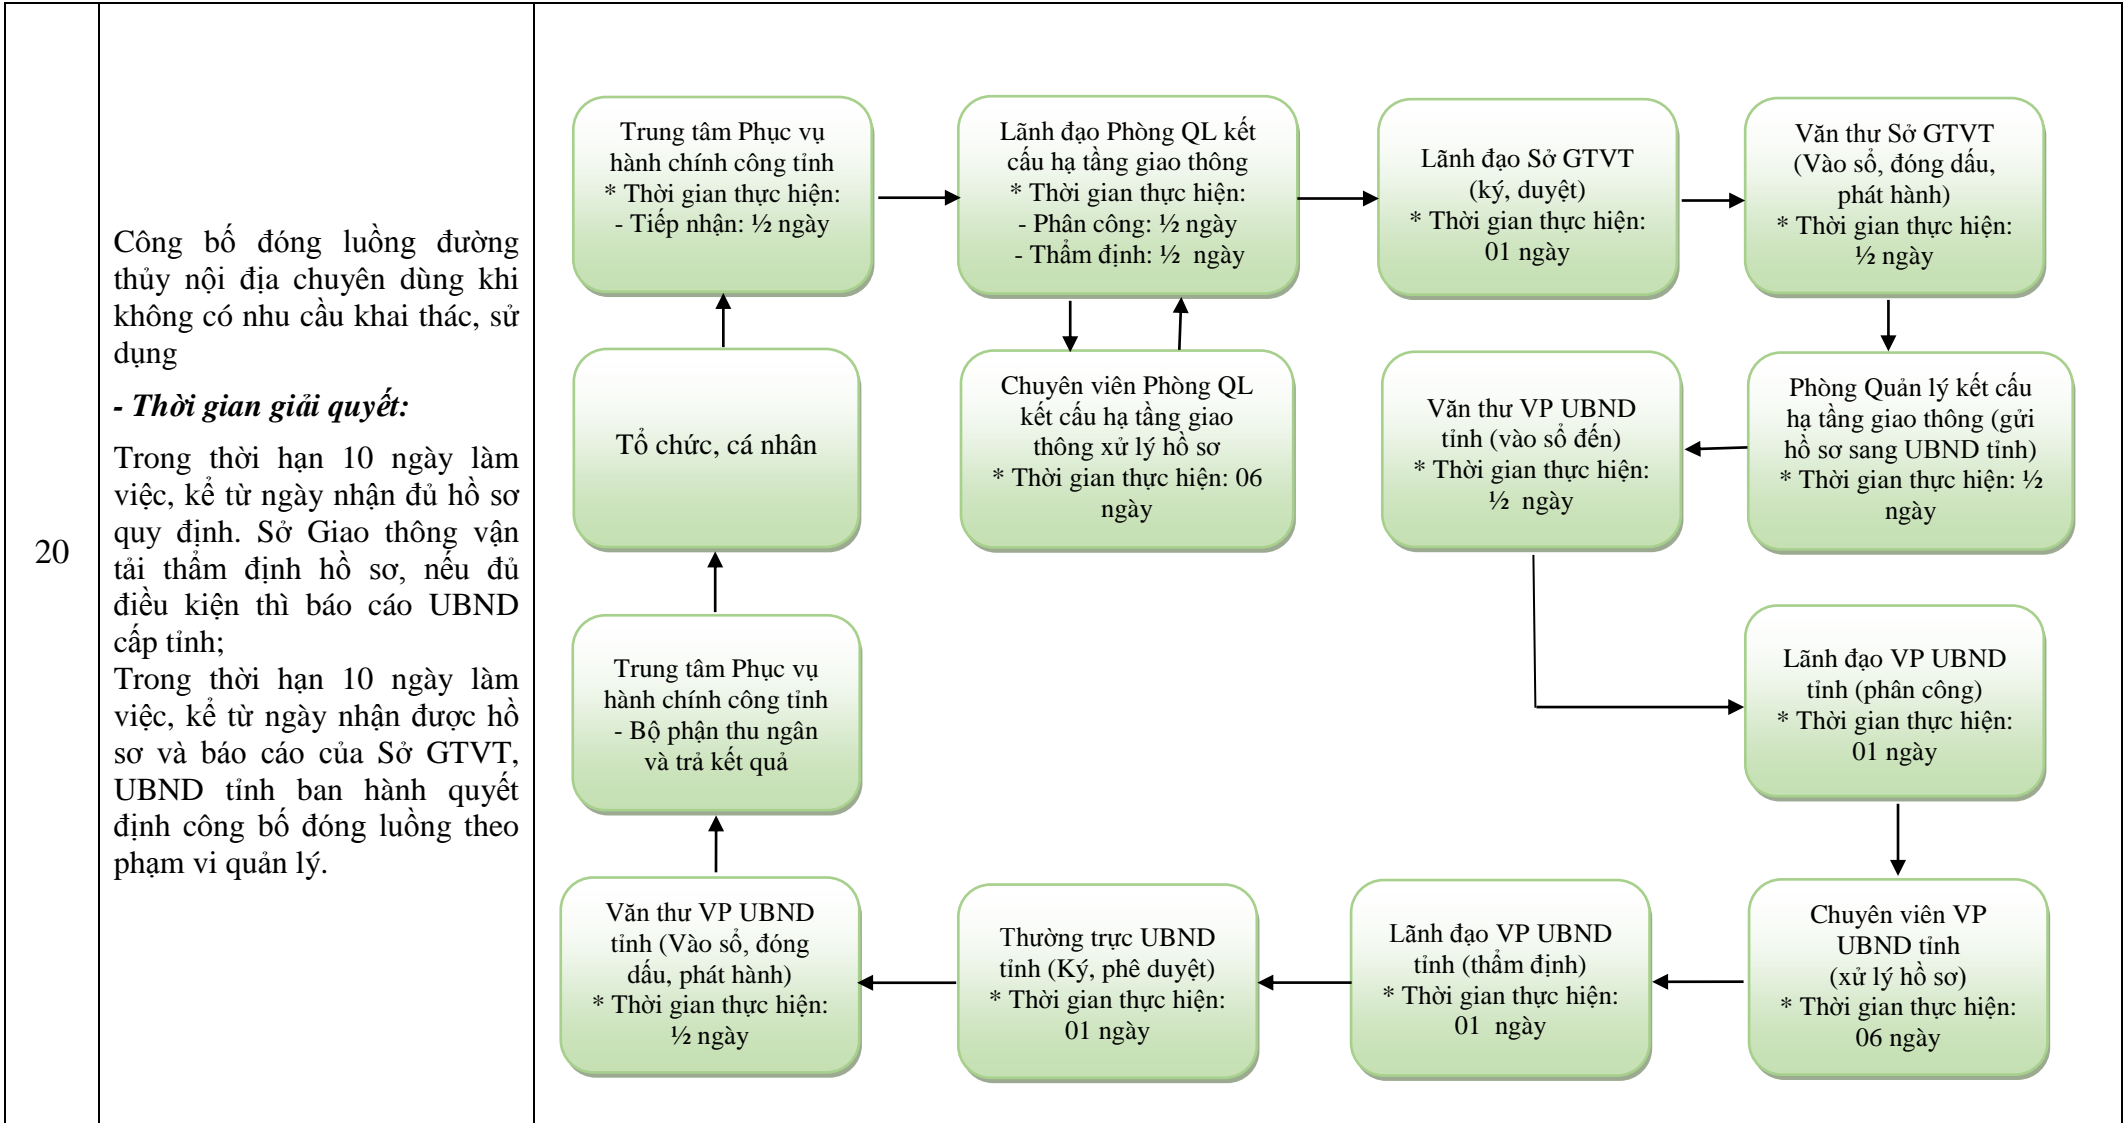 20
Công bố đóng luồng đường
thủy nội địa chuyên dùng khi
không có nhu cầu khai thác, sử
dụng
- Thời gian giải quyết:
Trong thời hạn 10 ngày làm
việc, kể từ ngày nhận đủ hồ sơ
quy định. Sở Giao thông vận
tải thẩm định hồ sơ, nếu đủ
điều kiện thì báo cáo UBND
cấp tỉnh;
Trong thời hạn 10 ngày làm
việc, kể từ ngày nhận được hồ
sơ và báo cáo của Sở GTVT,
UBND tỉnh ban hành quyết
định công bố đóng luồng theo
phạm vi quản lý.
Trung tâm Phục vụ
hành chính công tỉnh
* Thời gian thực hiện:
- Tiếp nhận: ½ ngày
Lãnh đạo Phòng QL kết
cấu hạ tầng giao thông
* Thời gian thực hiện:
- Phân công: ½ ngày
- Thẩm định: ½ ngày
Lãnh đạo Sở GTVT
(ký, duyệt)
* Thời gian thực hiện:
01 ngày
Văn thư Sở GTVT
(Vào sổ, đóng dấu,
phát hành)
* Thời gian thực hiện:
½ ngày
Tổ chức, cá nhân
Chuyên viên Phòng QL
kết cấu hạ tầng giao
thông xử lý hồ sơ
* Thời gian thực hiện: 06
ngày
Văn thư VP UBND
tỉnh (vào sổ đến)
* Thời gian thực hiện:
½ ngày
Phòng Quản lý kết cấu
hạ tầng giao thông (gửi
hồ sơ sang UBND tỉnh)
* Thời gian thực hiện: ½
ngày
Trung tâm Phục vụ
hành chính công tỉnh
- Bộ phận thu ngân
và trả kết quả
Lãnh đạo VP UBND
tỉnh (phân công)
* Thời gian thực hiện:
01 ngày
Văn thư VP UBND
tỉnh (Vào sổ, đóng
dấu, phát hành)
* Thời gian thực hiện:
½ ngày
Thường trực UBND
tỉnh (Ký, phê duyệt)
* Thời gian thực hiện:
01 ngày
Lãnh đạo VP UBND
tỉnh (thẩm định)
* Thời gian thực hiện:
01 ngày
Chuyên viên VP
UBND tỉnh
(xử lý hồ sơ)
* Thời gian thực hiện:
06 ngày